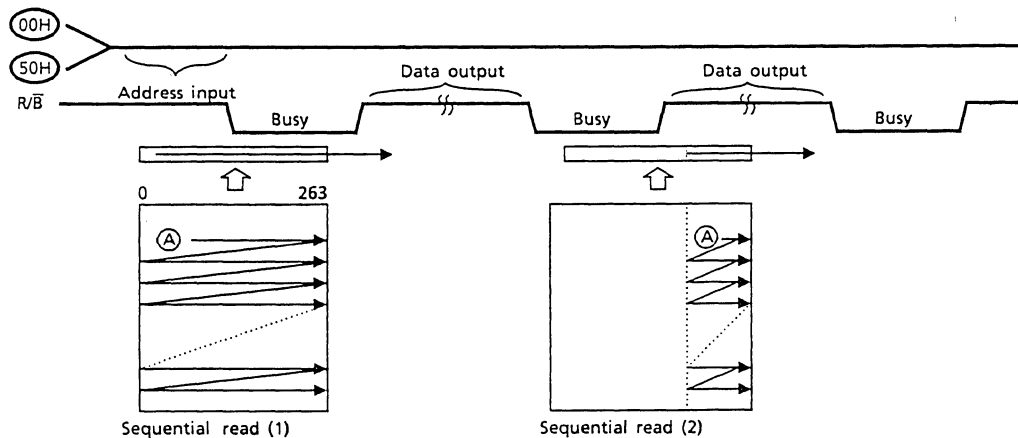 00H
50H
Address input
Data output
Data output
R/B̅
Busy
Busy
Busy
0 263
A
A
Sequential read (1)
Sequential read (2)